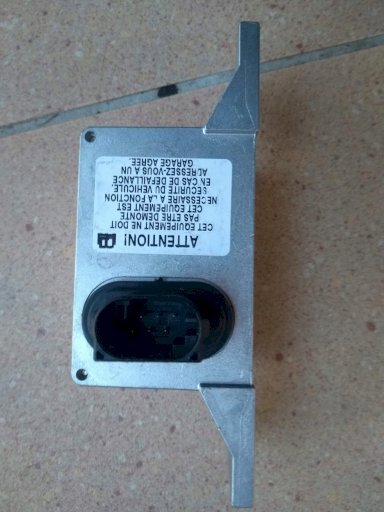 ATTENTION!
CET EQUIPEMENT NE DOIT
PAS ETRE DEMONTE
CET EQUIPEMENT EST
NECESSAIRE A LA FONCTION
SECURITE DU VEHICULE.
EN CAS DE DEFAILLANCE
ADRESSEZ-VOUS A UN
GARAGE AGREE.